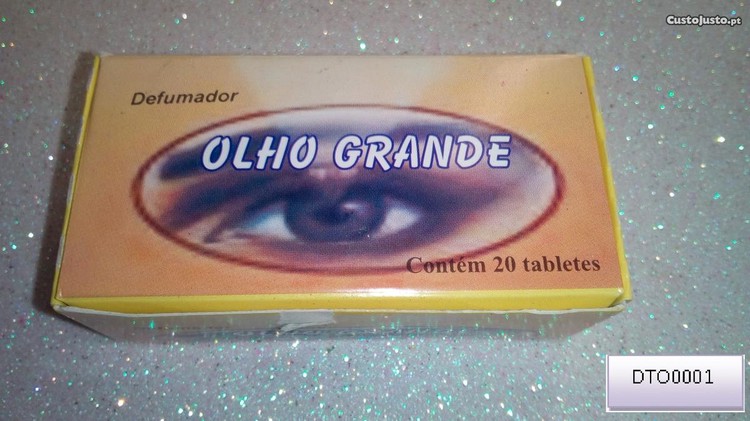 CustoJusto.pt
Defumador
OLHO GRANDE
Contém 20 tabletes
DTO0001